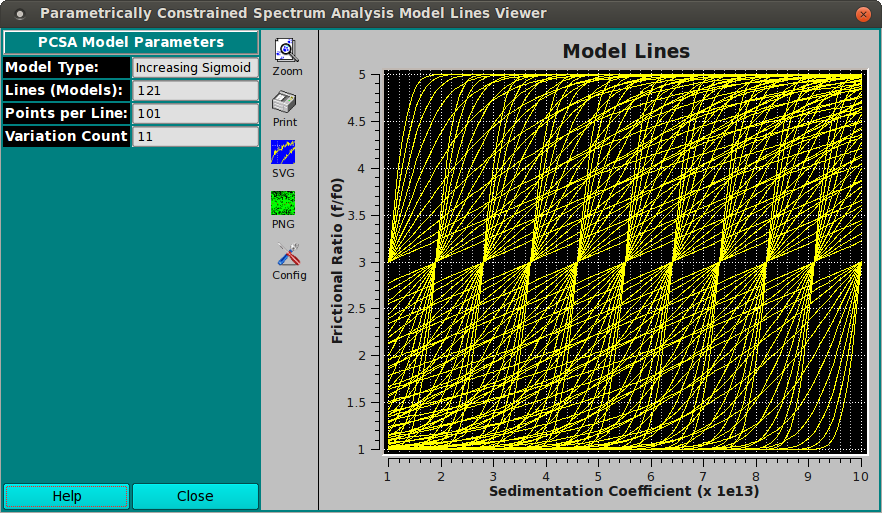 Parametrically Constrained Spectrum Analysis Model Lines Viewer
PCSA Model Parameters
Model Type: Increasing Sigmoid
Lines (Models): 121
Points per Line: 101
Variation Count 11
Help Close
Zoom
Print
SVG
PNG
Config
Model Lines
Frictional Ratio (f/f0)
5
4.5
4
3.5
3
2.5
2
1.5
1
1 2 3 4 5 6 7 8 9 10
Sedimentation Coefficient (x 1e13)